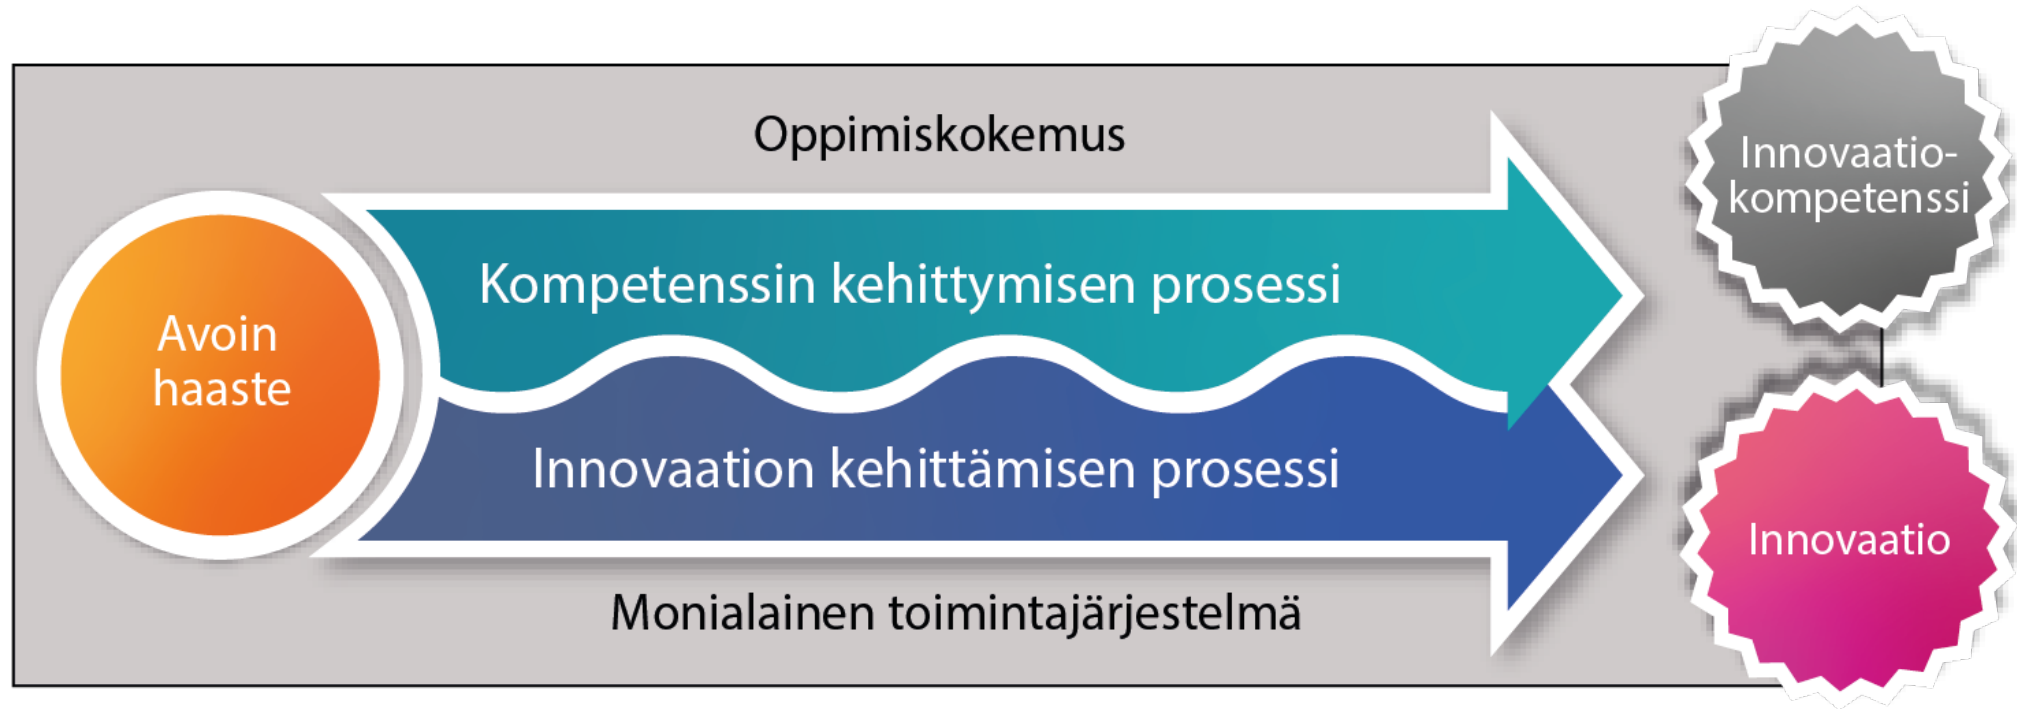 Oppimiskokemus
Avoin
haaste
Kompetenssin kehittymisen prosessi
Innovaation kehittämisen prosessi
Monialainen toimintajärjestelmä
Innovaatio-
kompetenssi
Innovaatio